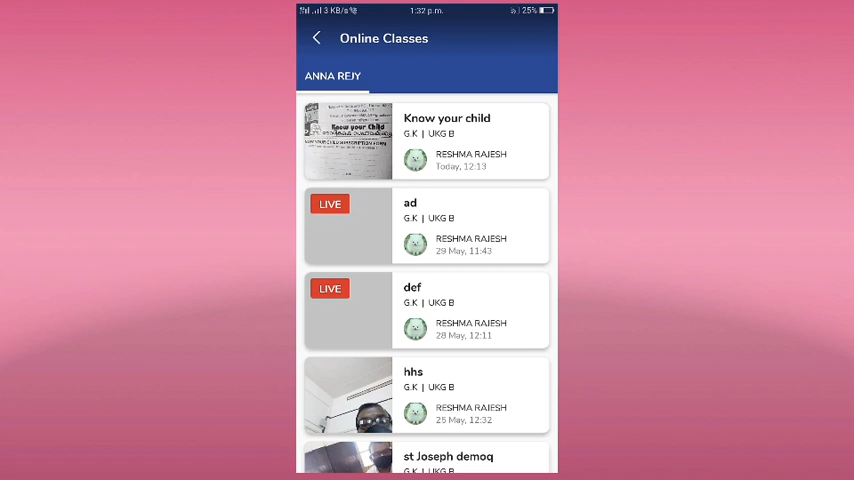 3 KB/s
1:32 p.m.
25%
Online Classes
ANNA REJY
Know your child
G.K | UKG B
RESHMA RAJESH
Today, 12:13
Know your Child
LIVE
ad
G.K | UKG B
RESHMA RAJESH
29 May, 11:43
LIVE
def
G.K | UKG B
RESHMA RAJESH
28 May, 12:11
hhs
G.K | UKG B
RESHMA RAJESH
25 May, 12:32
st Joseph demoq
G.K | UKG B